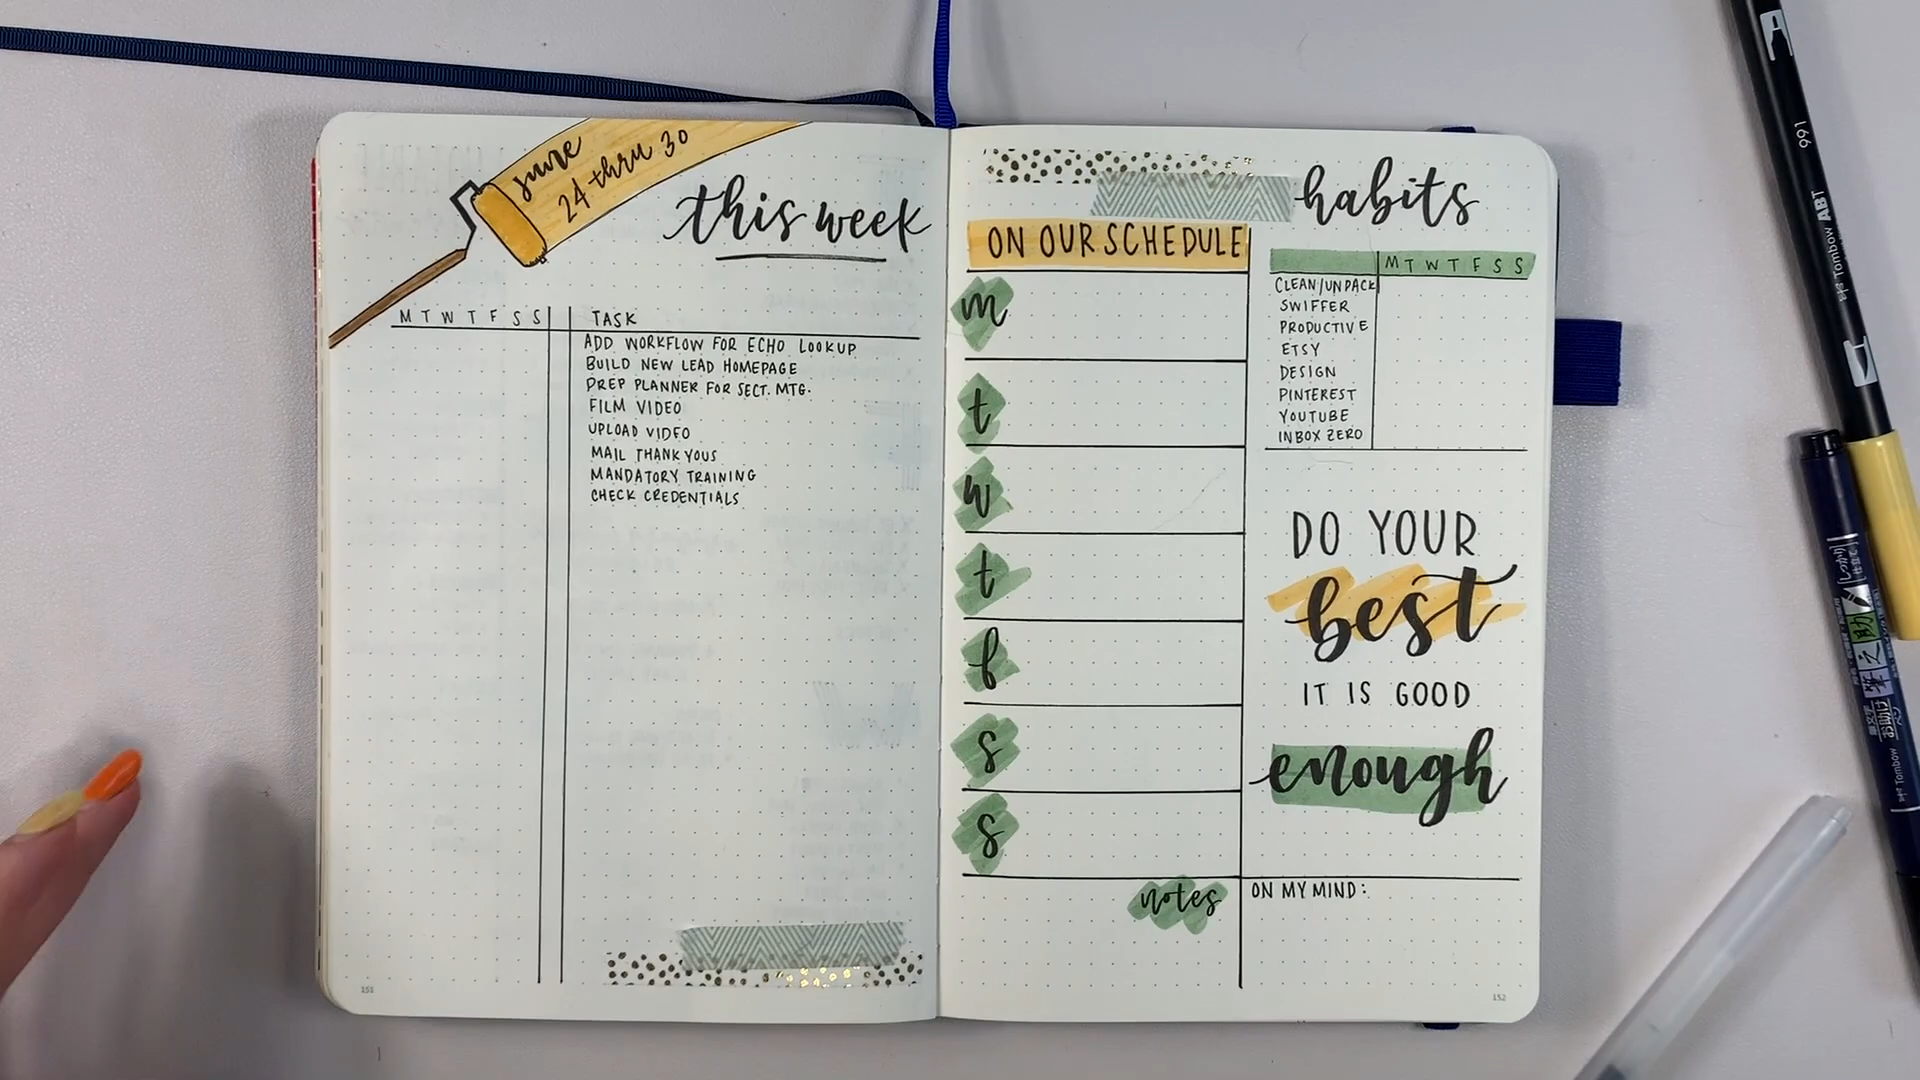 june
24 thru 30
this week
M T W T F S S
TASK
ADD WORKFLOW FOR ECHO LOOKUP
BUILD NEW LEAD HOMEPAGE
PREP PLANNER FOR SECT. MTG.
FILM VIDEO
UPLOAD VIDEO
MAIL THANK YOUS
MANDATORY TRAINING
CHECK CREDENTIALS
151
ON OUR SCHEDULE
m
t
w
t
f
s
s
notes
habits
M T W T F S S
CLEAN/UNPACK
SWIFFER
PRODUCTIVE
ETSY
DESIGN
PINTEREST
YOUTUBE
INBOX ZERO
DO YOUR
best
IT IS GOOD
enough
ON MY MIND:
152
991
Tombow ABT